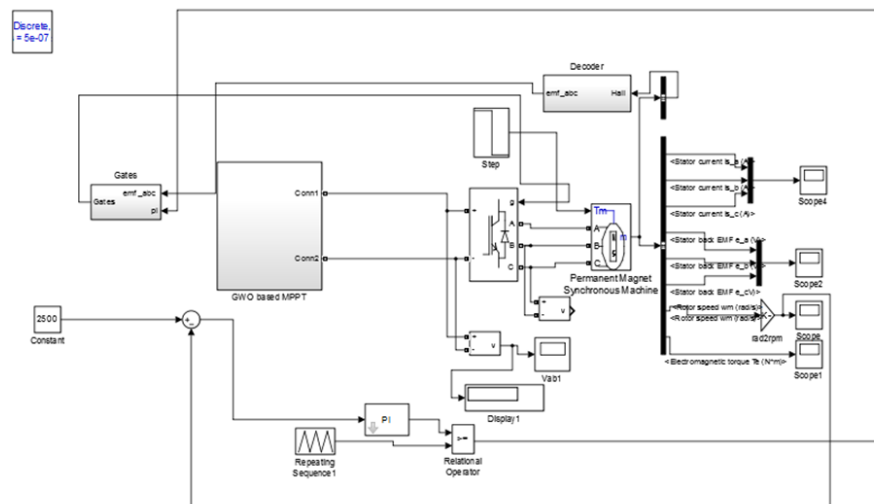 Discrete,
= 5e-07
Decoder
emf_abc
Hall
Step
Gates
emf_abc
Gates
pi
Conn1
Conn2
GWO based MPPT
g
+
A
B
-
C
Tm
A
B
C
m
Permanent Magnet
Synchronous Machine
<Stator current is_a (A)>
<Stator current is_b (A)>
<Stator current is_c (A)>
Scope4
<Stator back EMF e_a (V)>
<Stator back EMF e_b (V)>
<Stator back EMF e_c (V)>
Scope2
<Rotor speed wm (rad/s)>
<Rotor speed wm (rad/s)>
K-
rad2rpm
Scope
<Electromagnetic torque Te (N*m)>
Scope1
2500
Constant
+
-
v
+
-
v
Vab1
Display1
PI
Repeating
Sequence1
>=
Relational
Operator